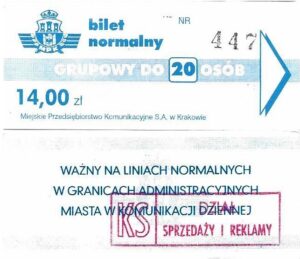 bilet
normalny
NR
447
GRUPOWY DO 20 OSÓB
14,00 zł
Miejskie Przedsiębiorstwo Komunikacyjne S.A. w Krakowie
WAŻNY NA LINIACH NORMALNYCH
W GRANICACH ADMINISTRACYJNYCH
MIASTA W KOMUNIKACJI DZIENNEJ
KS
DZIAŁ
SPRZEDAŻY I REKLAMY